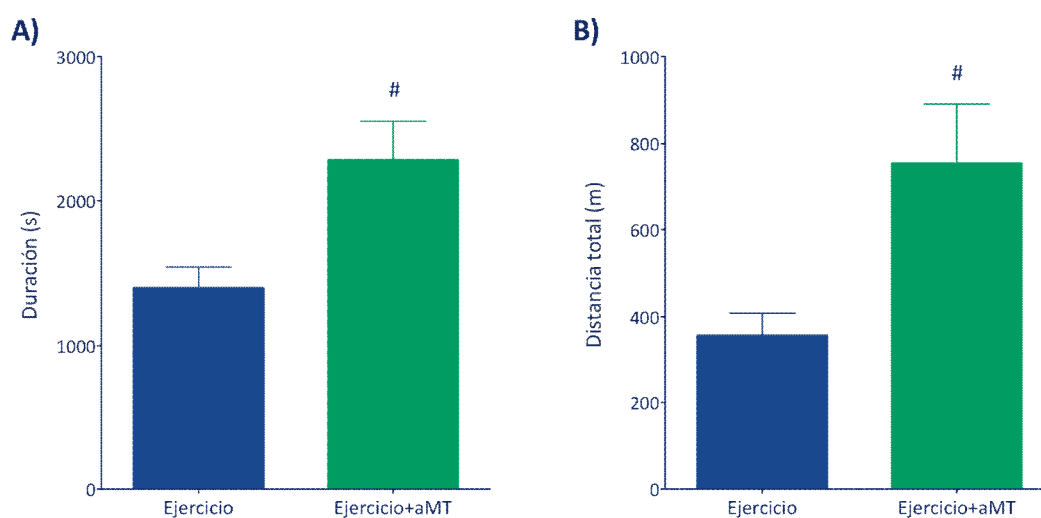 A)
3000
2000
1000
0
Duración (s)
#
Ejercicio
Ejercicio+aMT
B)
1000
800
600
400
200
0
Distancia total (m)
#
Ejercicio
Ejercicio+aMT